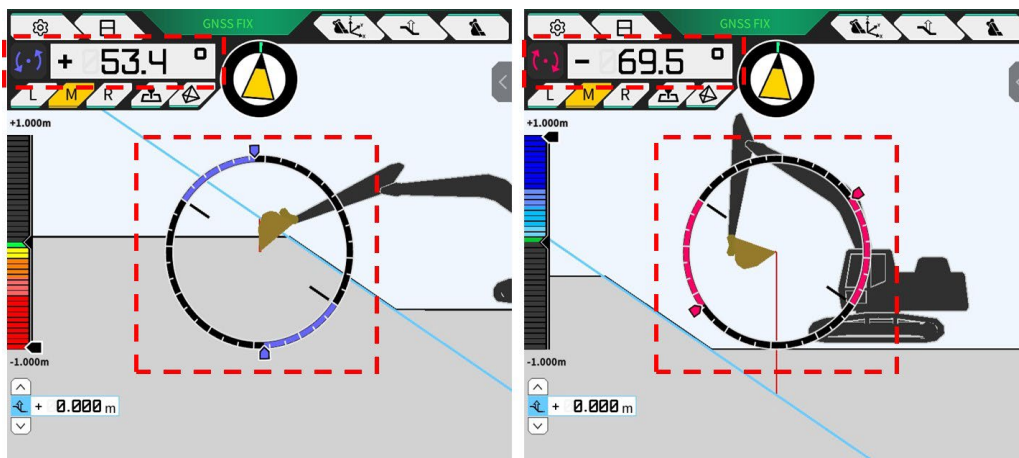 GNSS FIX
+ 53.4 °
L M R
+1.000m
-1.000m
+ 0.000 m
GNSS FIX
- 69.5 °
L M R
+1.000m
-1.000m
+ 0.000 m